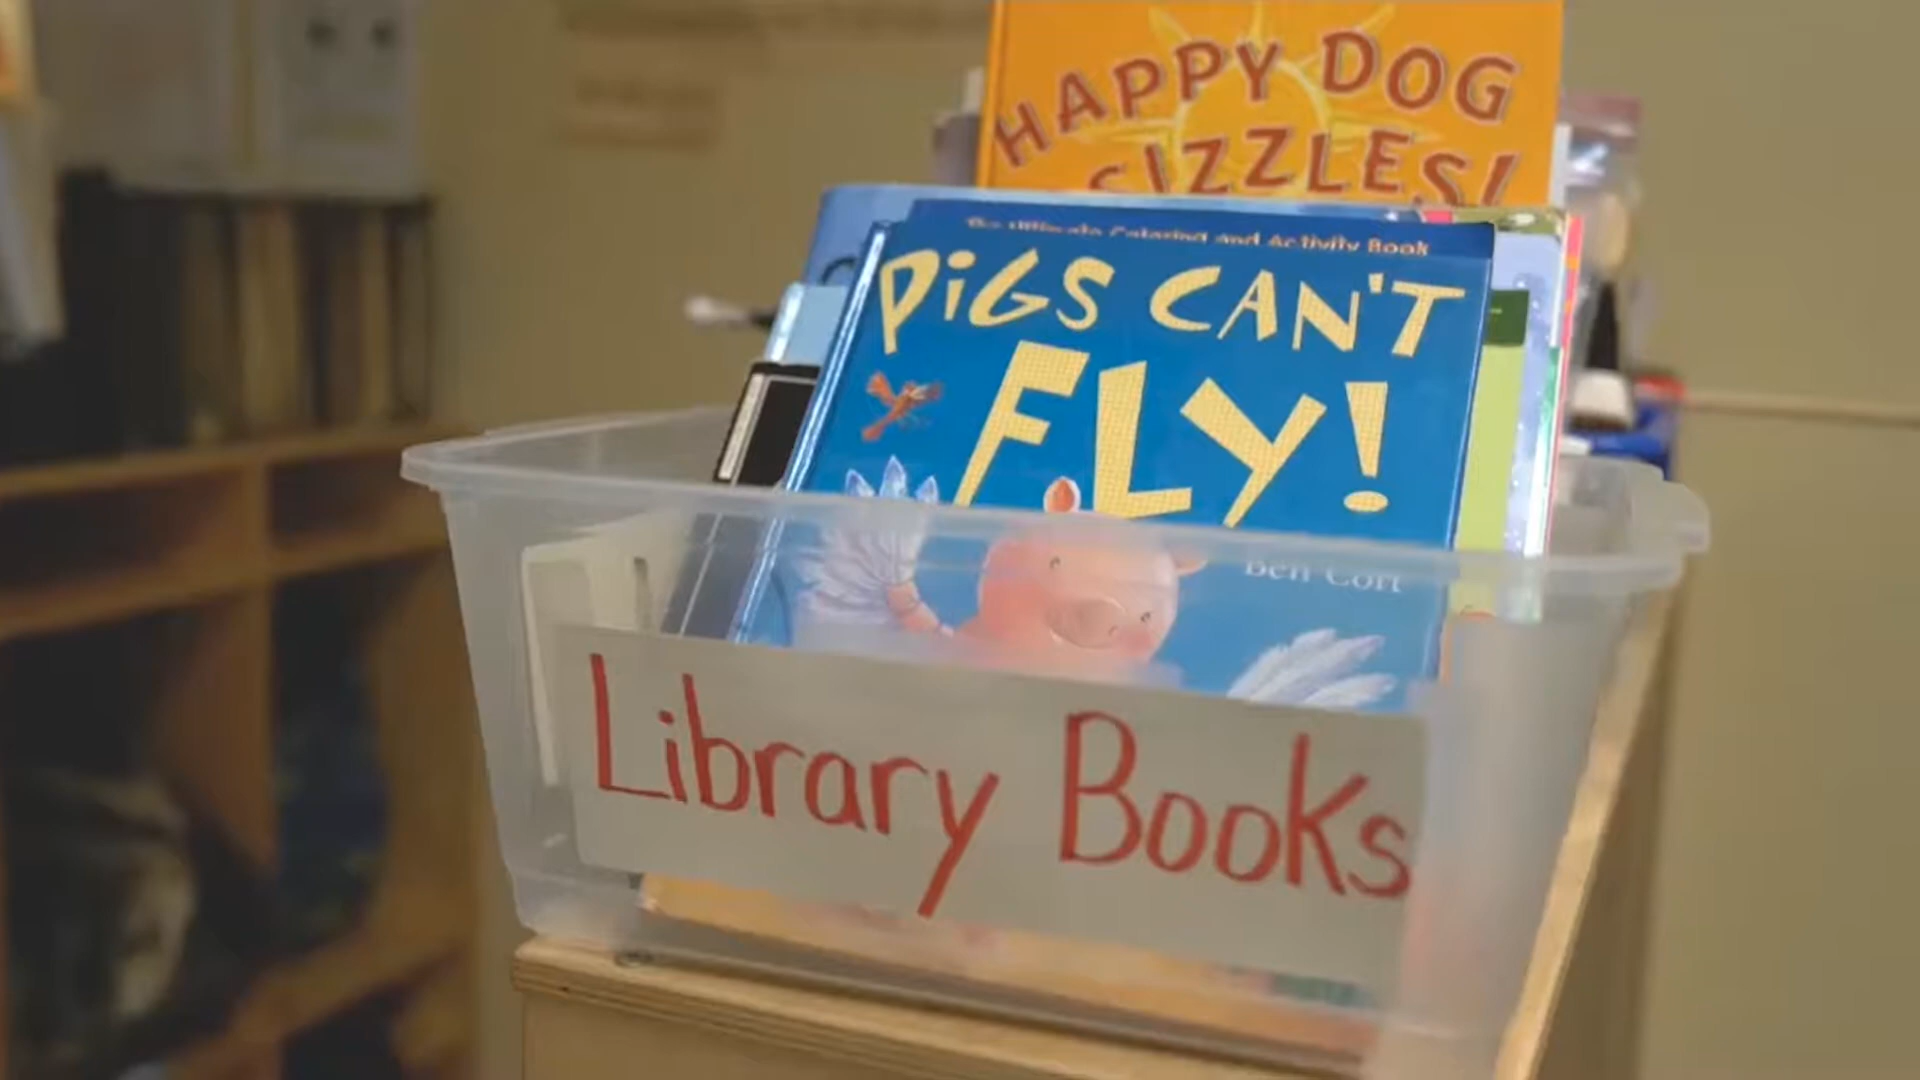 HAPPY DOG
SIZZLES!
The Ultimate Coloring and Activity Book
PiGS CAN'T
FLY!
Ben Cort
Library Books